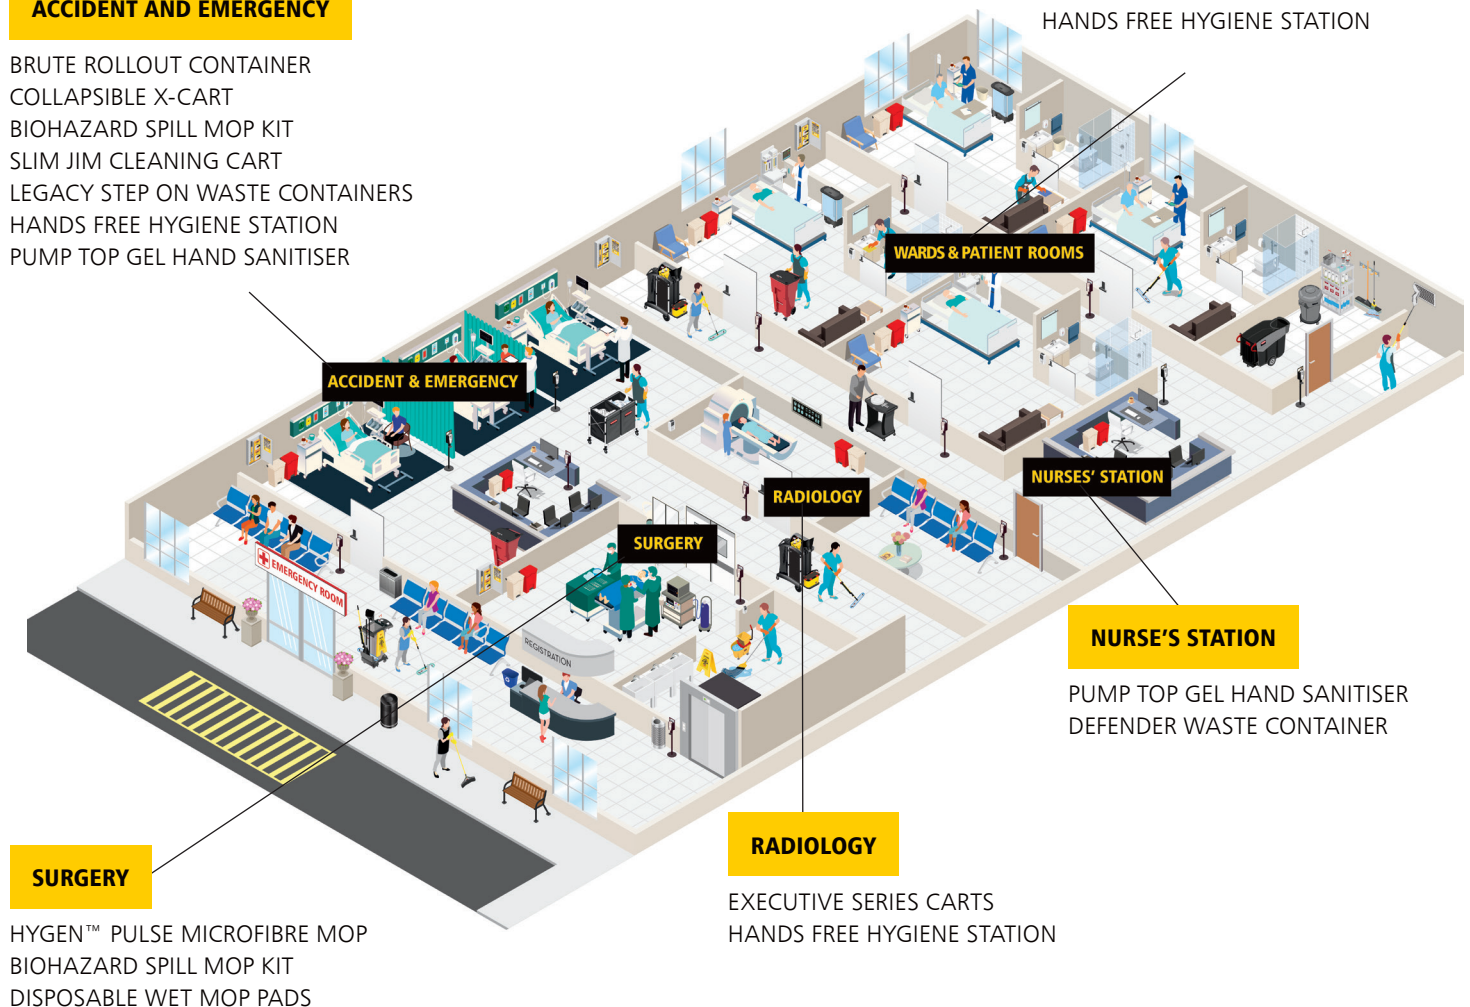 ACCIDENT AND EMERGENCY
BRUTE ROLLOUT CONTAINER
COLLAPSIBLE X-CART
BIOHAZARD SPILL MOP KIT
SLIM JIM CLEANING CART
LEGACY STEP ON WASTE CONTAINERS
HANDS FREE HYGIENE STATION
PUMP TOP GEL HAND SANITISER
HANDS FREE HYGIENE STATION
WARDS & PATIENT ROOMS
ACCIDENT & EMERGENCY
NURSES' STATION
RADIOLOGY
SURGERY
EMERGENCY ROOM
REGISTRATION
NURSE'S STATION
PUMP TOP GEL HAND SANITISER
DEFENDER WASTE CONTAINER
RADIOLOGY
EXECUTIVE SERIES CARTS
HANDS FREE HYGIENE STATION
SURGERY
HYGEN™ PULSE MICROFIBRE MOP
BIOHAZARD SPILL MOP KIT
DISPOSABLE WET MOP PADS